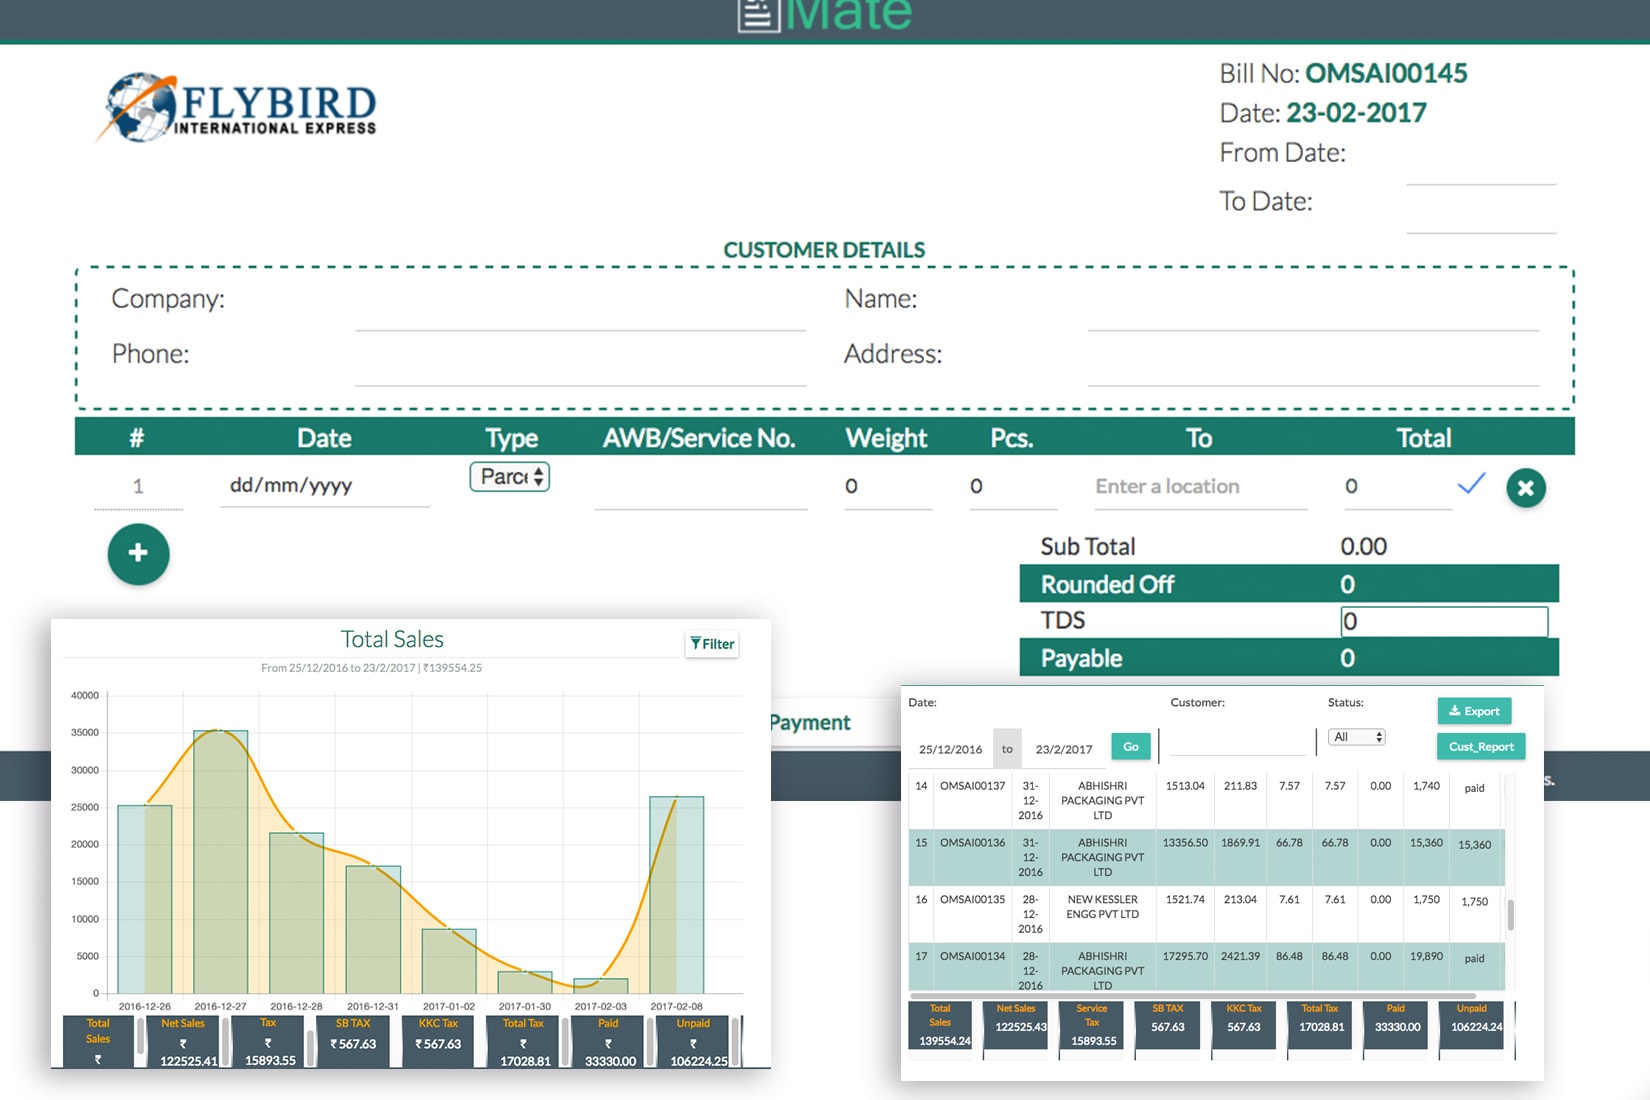 Bill Mate
FLYBIRD
INTERNATIONAL EXPRESS
Bill No: OMSAI00145
Date: 23-02-2017
From Date:
To Date:
CUSTOMER DETAILS
Company:
Name:
Phone:
Address:
# Date Type AWB/Service No. Weight Pcs. To Total
1 dd/mm/yyyy Parce 0 0 Enter a location 0
Sub Total 0.00
Rounded Off 0
TDS 0
Payable 0
Payment
s.
Total Sales
Filter
From 25/12/2016 to 23/2/2017 | ₹139554.25
40000
35000
30000
25000
20000
15000
10000
5000
0
2016-12-26 2016-12-27 2016-12-28 2016-12-31 2017-01-02 2017-01-30 2017-02-03 2017-02-08
Total Sales ₹
Net Sales ₹ 122525.41
Tax ₹ 15893.55
SB TAX ₹ 567.63
KKC Tax ₹ 567.63
Total Tax ₹ 17028.81
Paid ₹ 33330.00
Unpaid ₹ 106224.25
Date:
Customer:
Status:
Export
25/12/2016 to 23/2/2017 Go
All
Cust_Report
14 OMSAI00137 31-12-2016 ABHISHRI PACKAGING PVT LTD 1513.04 211.83 7.57 7.57 0.00 1,740 paid
15 OMSAI00136 31-12-2016 ABHISHRI PACKAGING PVT LTD 13356.50 1869.91 66.78 66.78 0.00 15,360 15,360
16 OMSAI00135 28-12-2016 NEW KESSLER ENGG PVT LTD 1521.74 213.04 7.61 7.61 0.00 1,750 1,750
17 OMSAI00134 28-12-2016 ABHISHRI PACKAGING PVT LTD 17295.70 2421.39 86.48 86.48 0.00 19,890 paid
Total Sales 139554.24
Net Sales 122525.43
Service Tax 15893.55
SB TAX 567.63
KKC Tax 567.63
Total Tax 17028.81
Paid 33330.00
Unpaid 106224.24